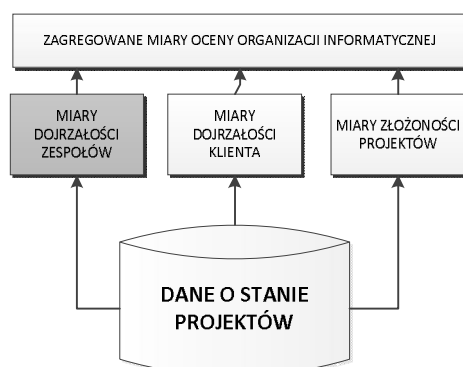 ZAGREGOWANE MIARY OCENY ORGANIZACJI INFORMATYCZNEJ
MIARY
DOJRZAŁOŚCI
ZESPOŁÓW
MIARY
DOJRZAŁOŚCI
KLIENTA
MIARY ZŁOŻONOŚCI
PROJEKTÓW
DANE O STANIE
PROJEKTÓW